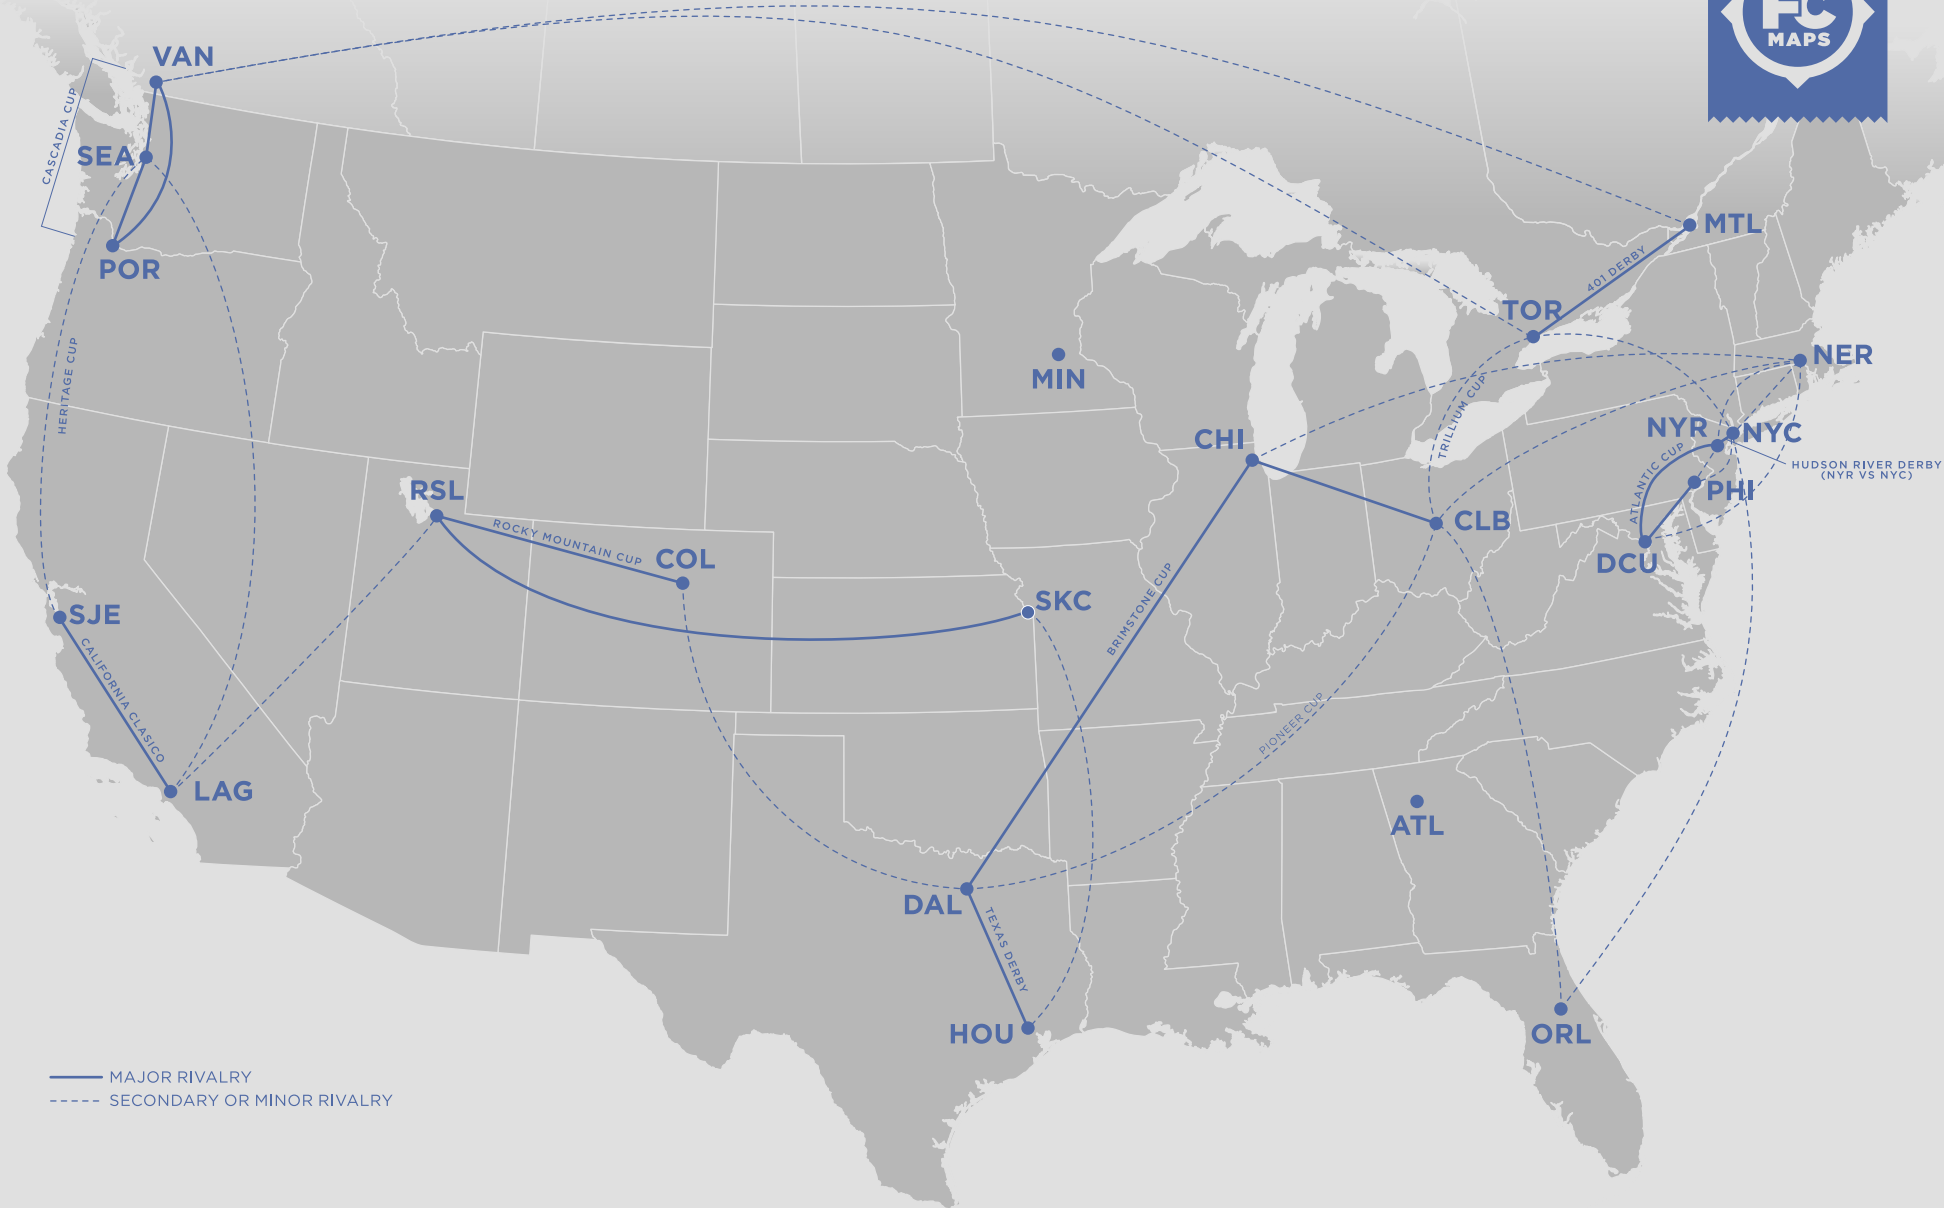 FC
MAPS
VAN
CASCADIA CUP
SEA
POR
MTL
401 DERBY
TOR
HERITAGE CUP
MIN
NER
TRILLIUM CUP
CHI
NYR
NYC
HUDSON RIVER DERBY
(NYR VS NYC)
ATLANTIC CUP
PHI
RSL
ROCKY MOUNTAIN CUP
COL
CLB
DCU
SJE
SKC
BRIMSTONE CUP
CALIFORNIA CLASICO
PIONEER CUP
LAG
ATL
DAL
TEXAS DERBY
HOU
ORL
MAJOR RIVALRY
SECONDARY OR MINOR RIVALRY